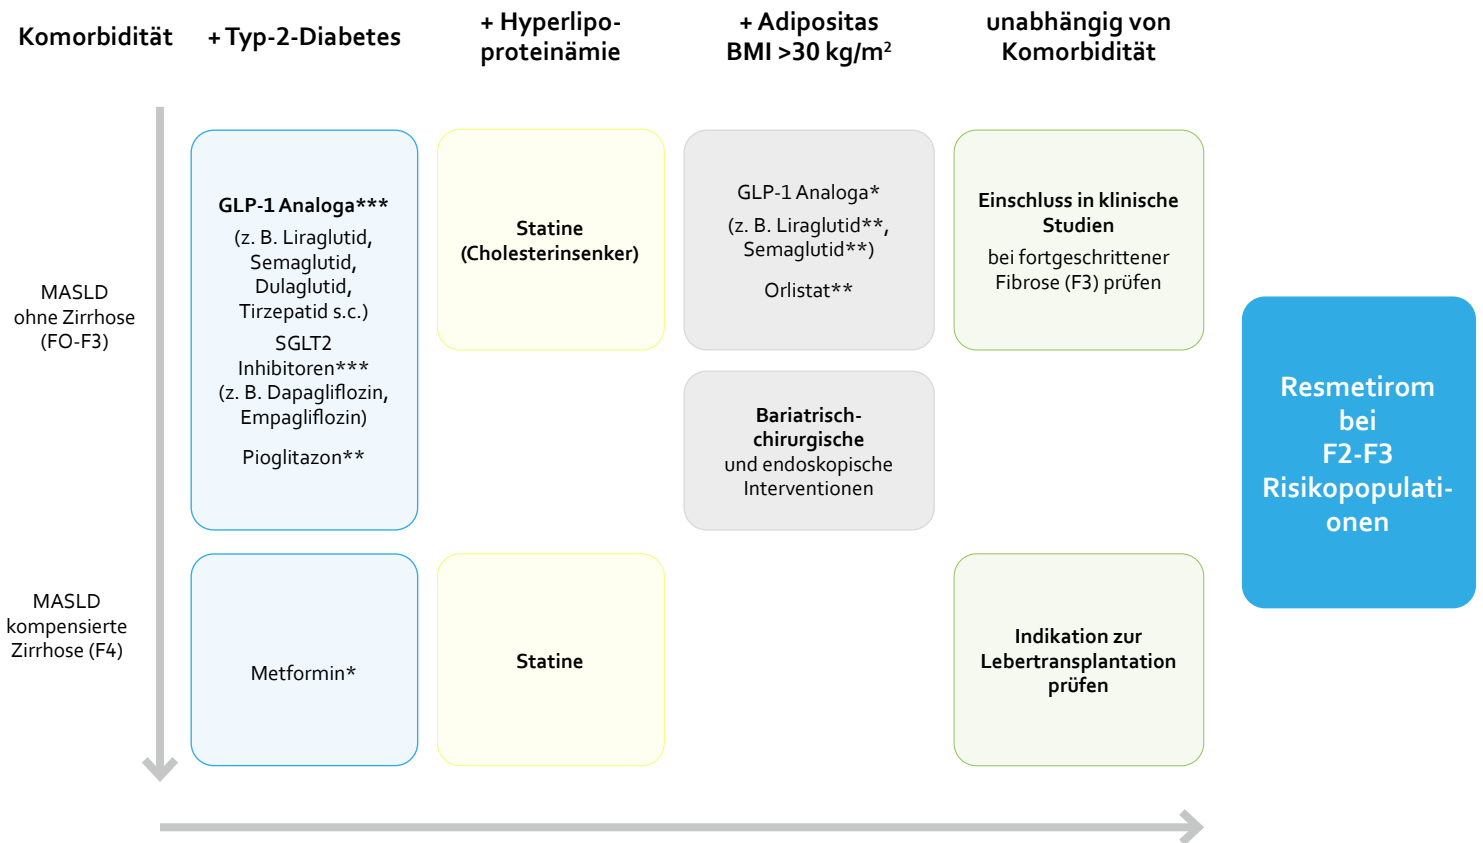 Komorbidität
+ Typ-2-Diabetes
+ Hyperlipo-
proteinämie
+ Adipositas
BMI >30 kg/m²
unabhängig von
Komorbidität
MASLD
ohne Zirrhose
(FO-F3)
GLP-1 Analoga***
(z. B. Liraglutid,
Semaglutid,
Dulaglutid,
Tirzepatid s.c.)
SGLT2
Inhibitoren***
(z. B. Dapagliflozin,
Empagliflozin)
Pioglitazon**
Statine
(Cholesterinsenker)
GLP-1 Analoga*
(z. B. Liraglutid**,
Semaglutid**)
Orlistat**
Bariatrisch-
chirurgische
und endoskopische
Interventionen
Einschluss in klinische
Studien
bei fortgeschrittener
Fibrose (F3) prüfen
Resmetirom
bei
F2-F3
Risikopopulati-
onen
MASLD
kompensierte
Zirrhose (F4)
Metformin*
Statine
Indikation zur
Lebertransplantation
prüfen